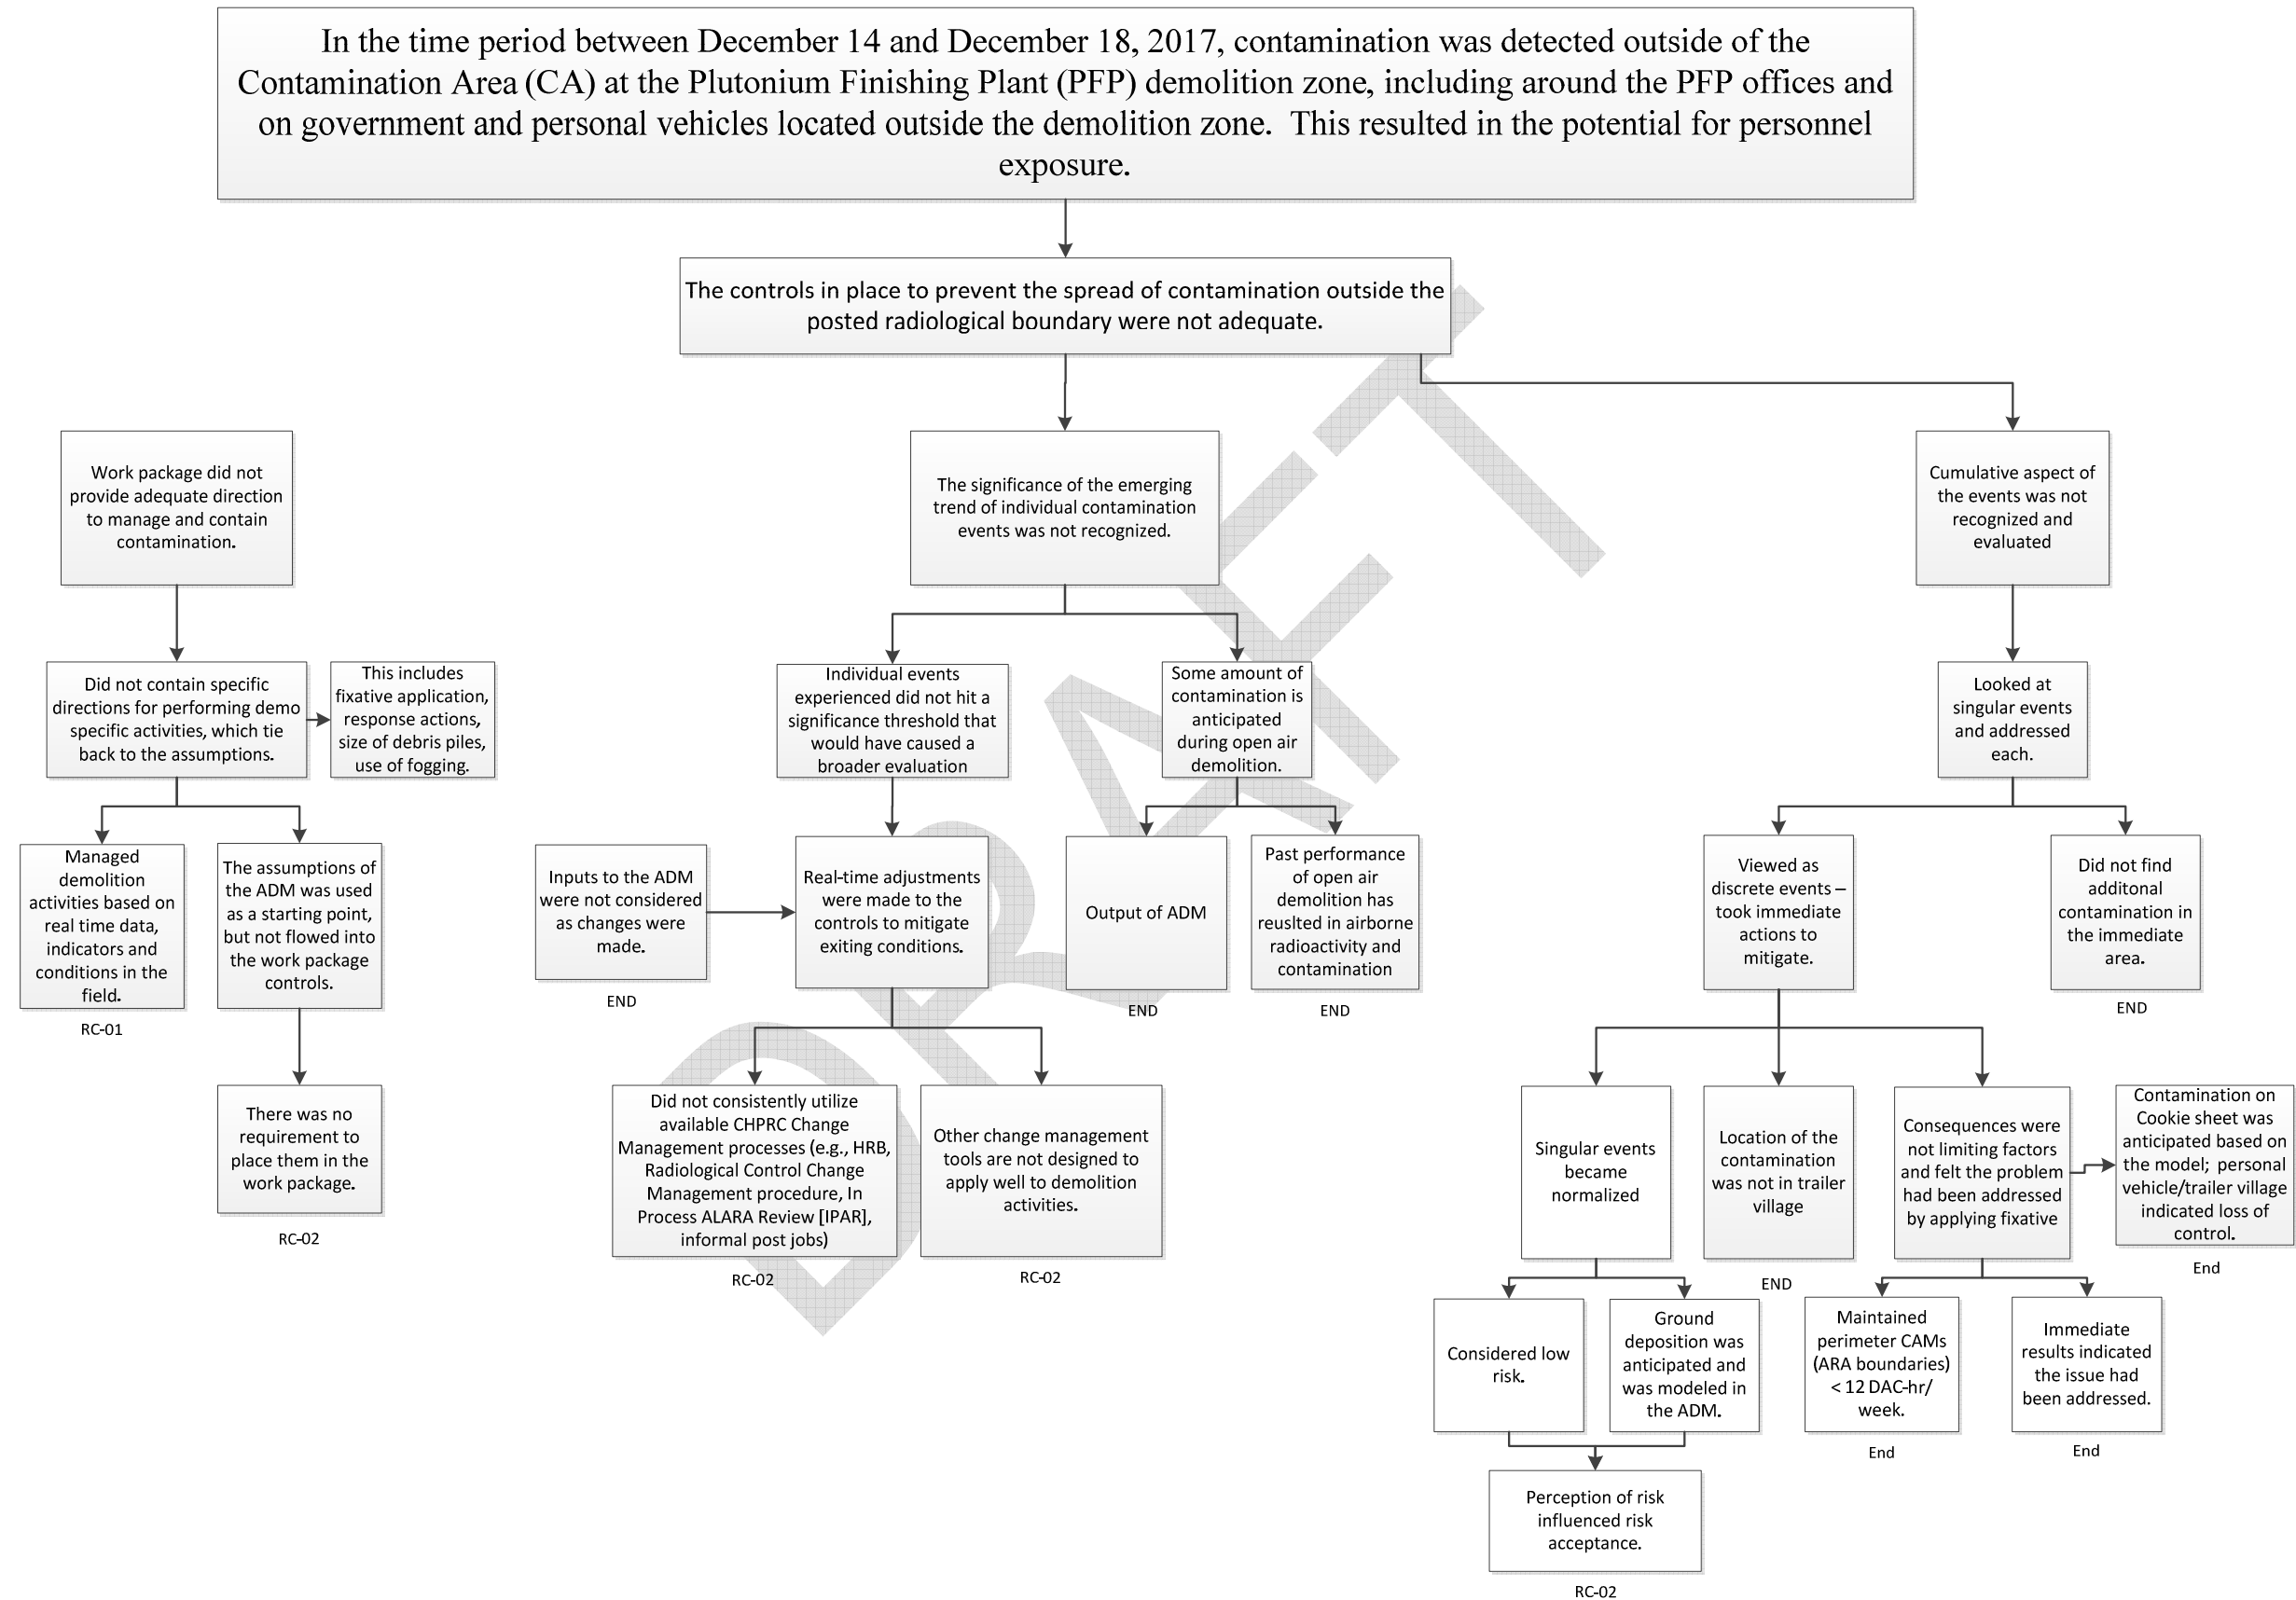 In the time period between December 14 and December 18, 2017, contamination was detected outside of the
Contamination Area (CA) at the Plutonium Finishing Plant (PFP) demolition zone, including around the PFP offices and
on government and personal vehicles located outside the demolition zone.  This resulted in the potential for personnel
exposure.
The controls in place to prevent the spread of contamination outside the
posted radiological boundary were not adequate.
Work package did not
provide adequate direction
to manage and contain
contamination.
The significance of the emerging
trend of individual contamination
events was not recognized.
Cumulative aspect of
the events was not
recognized and
evaluated
Did not contain specific
directions for performing demo
specific activities, which tie
back to the assumptions.
This includes
fixative application,
response actions,
size of debris piles,
use of fogging.
Individual events
experienced did not hit a
significance threshold that
would have caused a
broader evaluation
Some amount of
contamination is
anticipated
during open air
demolition.
Looked at
singular events
and addressed
each.
Managed
demolition
activities based on
real time data,
indicators and
conditions in the
field.
RC-01
The assumptions of
the ADM was used
as a starting point,
but not flowed into
the work package
controls.
Inputs to the ADM
were not considered
as changes were
made.
END
Real-time adjustments
were made to the
controls to mitigate
exiting conditions.
Output of ADM
END
Past performance
of open air
demolition has
reuslted in airborne
radioactivity and
contamination
END
Viewed as
discrete events –
took immediate
actions to
mitigate.
Did not find
additonal
contamination in
the immediate
area.
END
There was no
requirement to
place them in the
work package.
RC-02
Did not consistently utilize
available CHPRC Change
Management processes (e.g., HRB,
Radiological Control Change
Management procedure, In
Process ALARA Review [IPAR],
informal post jobs)
RC-02
Other change management
tools are not designed to
apply well to demolition
activities.
RC-02
Singular events
became
normalized
Location of the
contamination
was not in trailer
village
END
Consequences were
not limiting factors
and felt the problem
had been addressed
by applying fixative
Contamination on
Cookie sheet was
anticipated based on
the model;  personal
vehicle/trailer village
indicated loss of
control.
End
Considered low
risk.
Ground
deposition was
anticipated and
was modeled in
the ADM.
Maintained
perimeter CAMs
(ARA boundaries)
< 12 DAC-hr/
week.
End
Immediate
results indicated
the issue had
been addressed.
End
Perception of risk
influenced risk
acceptance.
RC-02
DRAFT